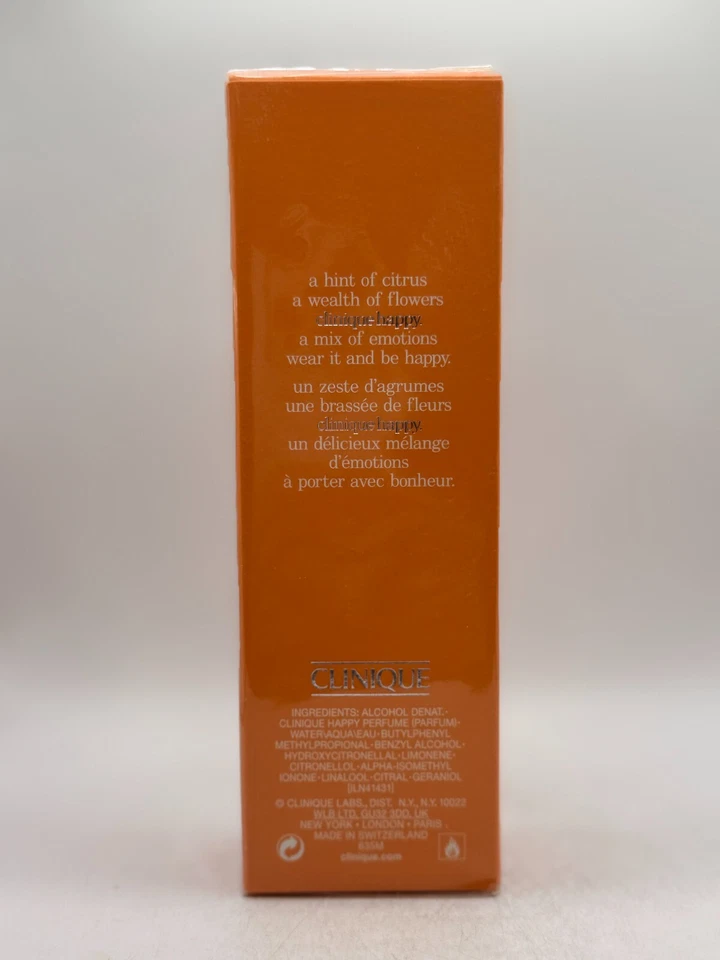 a hint of citrus
a wealth of flowers
clinique happy.
a mix of emotions
wear it and be happy.
un zeste d'agrumes
une brassée de fleurs
clinique happy.
un délicieux mélange
d'émotions
à porter avec bonheur.
CLINIQUE
INGREDIENTS: ALCOHOL DENAT.·
CLINIQUE HAPPY PERFUME (PARFUM)·
WATER\AQUA\EAU·BUTYLPHENYL
METHYLPROPIONAL·BENZYL ALCOHOL·
HYDROXYCITRONELLAL·LIMONENE·
CITRONELLOL·ALPHA-ISOMETHYL
IONONE·LINALOOL·CITRAL·GERANIOL
[ILN41431]
© CLINIQUE LABS., DIST. N.Y., N.Y. 10022
WLB LTD, GU32 3DD, UK
NEW YORK · LONDON · PARIS
MADE IN SWITZERLAND
635M
clinique.com